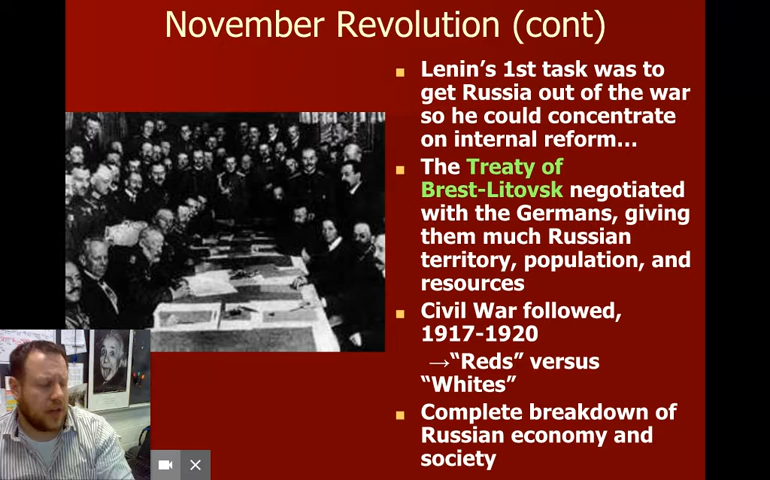 November Revolution (cont)
Lenin's 1st task was to
get Russia out of the war
so he could concentrate
on internal reform...
The Treaty of
Brest-Litovsk negotiated
with the Germans, giving
them much Russian
territory, population, and
resources
Civil War followed,
1917-1920
→"Reds" versus
"Whites"
Complete breakdown of
Russian economy and
society